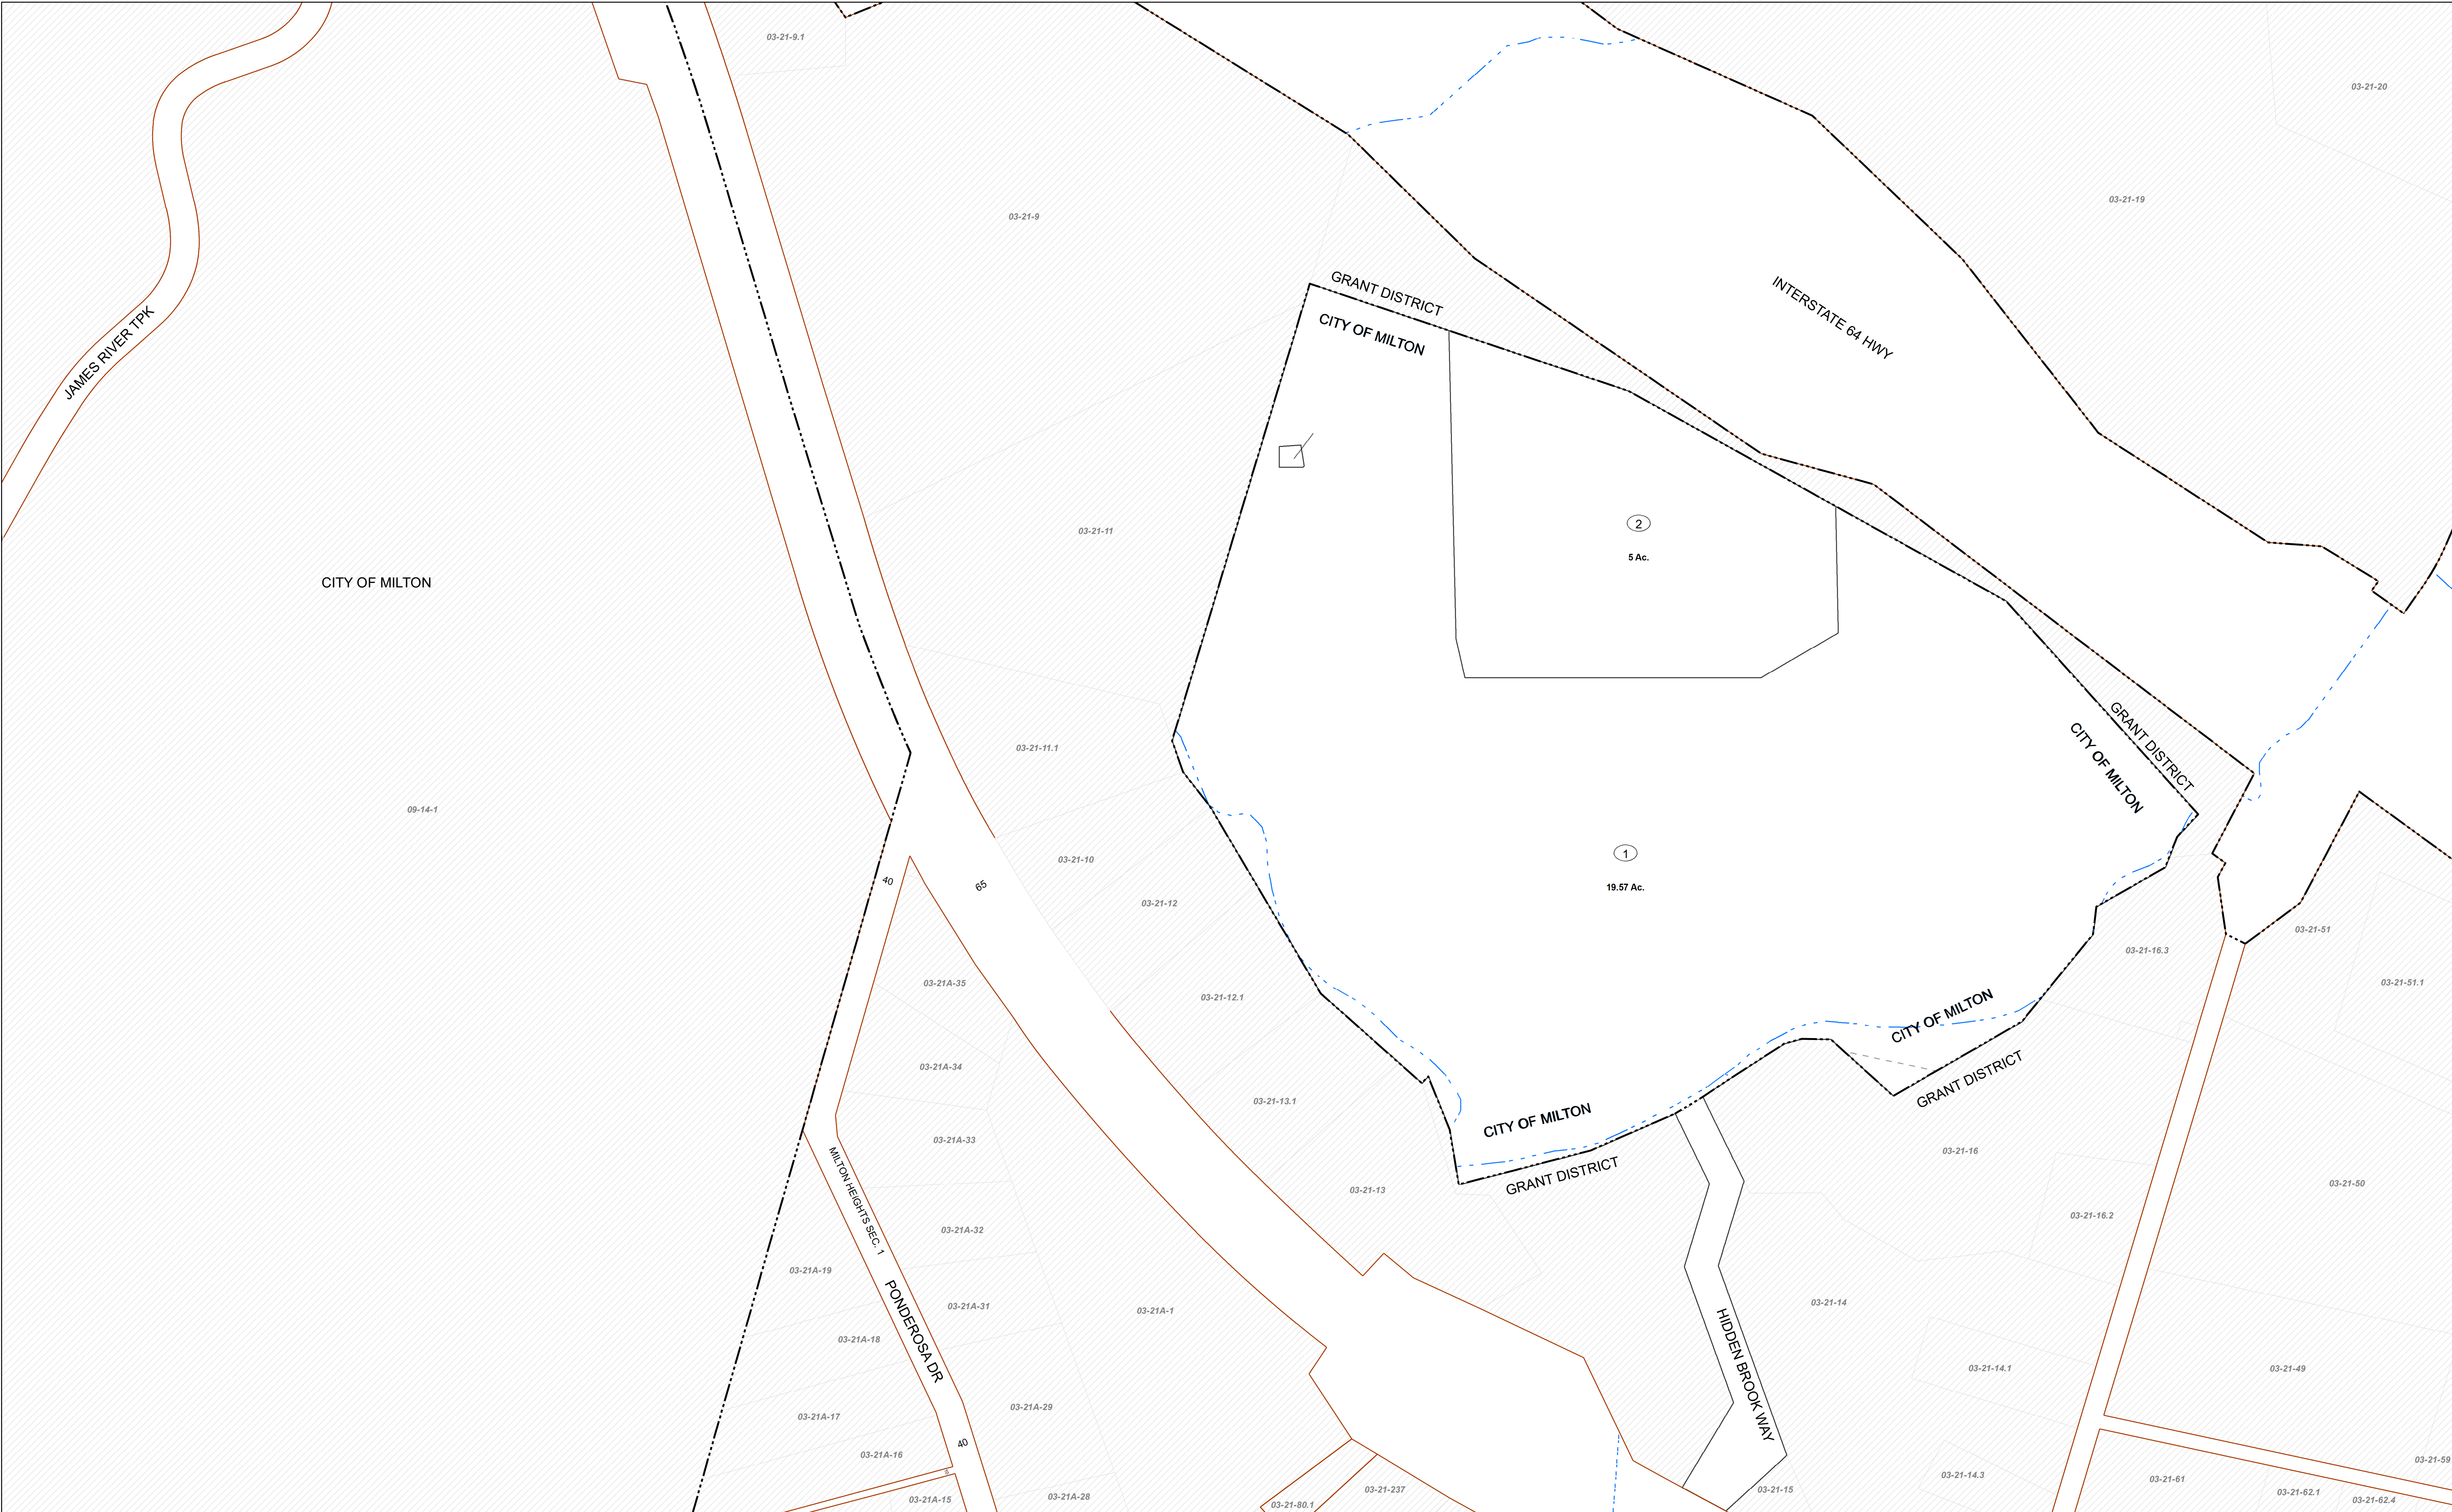 03-21-9.1
03-21-20
03-21-19
03-21-9
GRANT DISTRICT
CITY OF MILTON
INTERSTATE 64 HWY
JAMES RIVER TPK
2
5 Ac.
03-21-11
CITY OF MILTON
GRANT DISTRICT
CITY OF MILTON
03-21-11.1
09-14-1
1
19.57 Ac.
03-21-10
40
65
03-21-12
03-21-51
03-21-16.3
03-21A-35
03-21-51.1
03-21-12.1
CITY OF MILTON
03-21A-34
GRANT DISTRICT
03-21-13.1
CITY OF MILTON
03-21A-33
03-21-16
GRANT DISTRICT
03-21-13
03-21-50
MILTON HEIGHTS SEC. 1
03-21-16.2
03-21A-32
03-21A-19
03-21A-31
03-21A-1
03-21-14
PONDEROSA DR
03-21A-18
HIDDEN BROOK WAY
03-21-14.1
03-21-49
03-21A-29
03-21A-17
40
03-21A-16
03-21-59
03-21-14.3
03-21-61
03-21-237
03-21-15
03-21A-28
03-21A-15
03-21-62.1
03-21-62.4
03-21-80.1